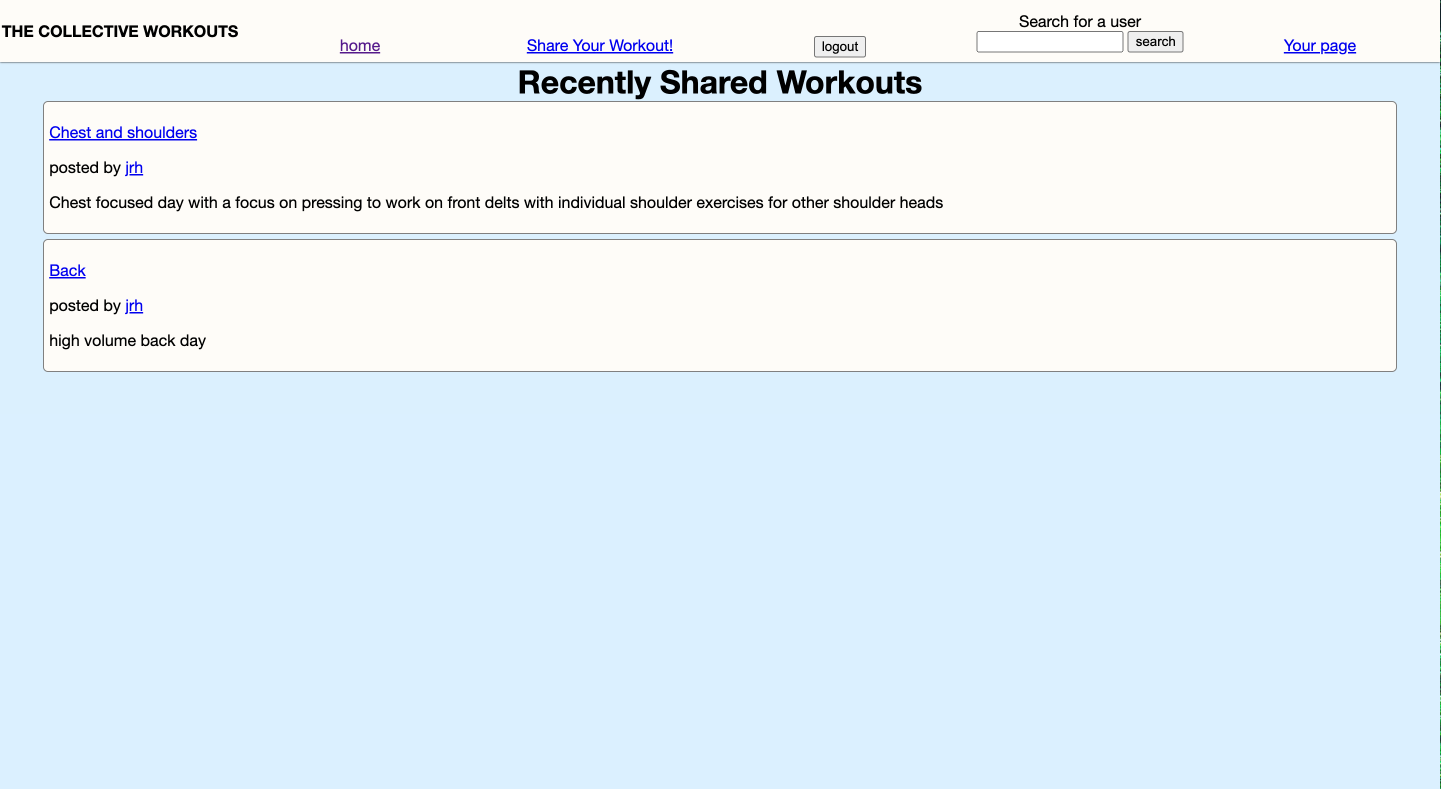 THE COLLECTIVE WORKOUTS
home
Share Your Workout!
logout
Search for a user
search
Your page
Recently Shared Workouts
Chest and shoulders
posted by jrh
Chest focused day with a focus on pressing to work on front delts with individual shoulder exercises for other shoulder heads
Back
posted by jrh
high volume back day